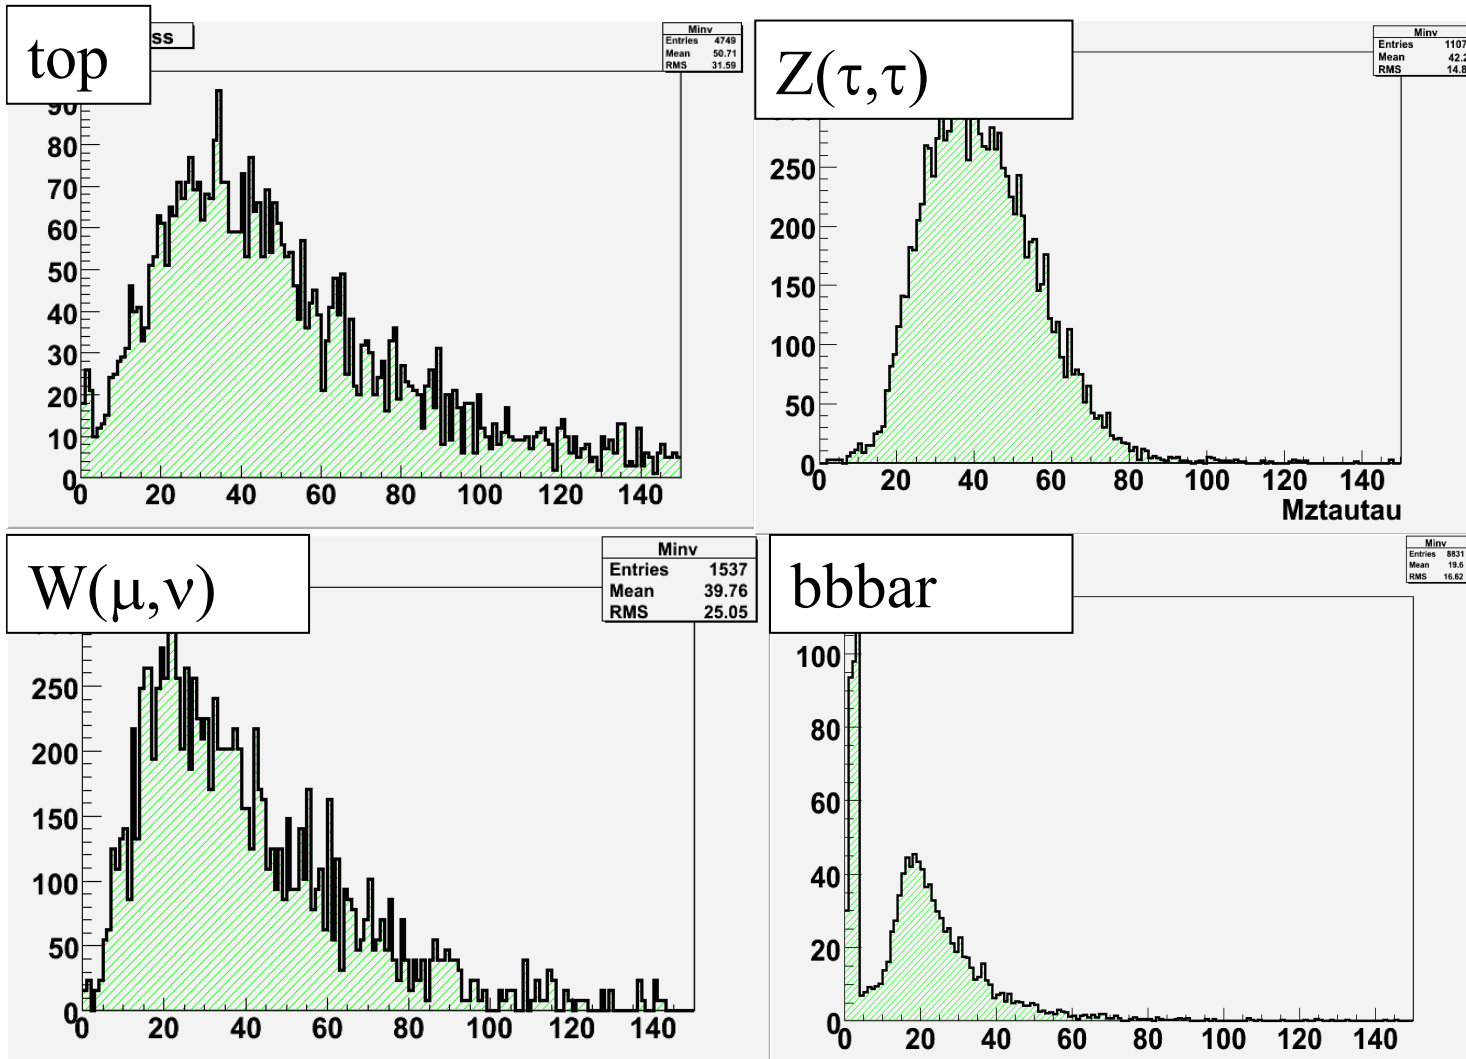 top
ss
Minv
Entries 4749
Mean 50.71
RMS 31.59
90
80
70
60
50
40
30
20
10
0
0 20 40 60 80 100 120 140
Z(τ,τ)
Minv
Entries 1107
Mean 42.2
RMS 14.8
250
200
150
100
50
0
0 20 40 60 80 100 120 140
Mztautau
W(μ,ν)
Minv
Entries 1537
Mean 39.76
RMS 25.05
250
200
150
100
50
0
0 20 40 60 80 100 120 140
bbbar
Minv
Entries 8831
Mean 19.6
RMS 16.62
100
80
60
40
20
0
0 20 40 60 80 100 120 140